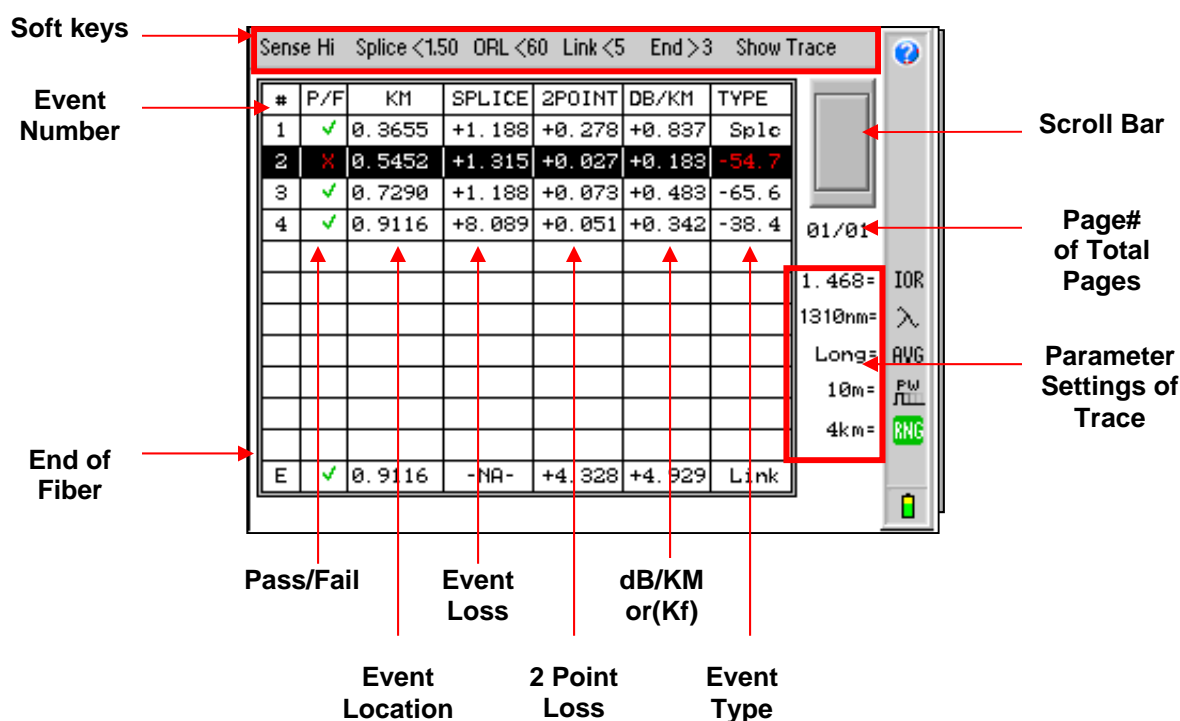 Soft keys
Sense Hi Splice <1.50 ORL <60 Link <5 End >3 Show Trace
?
Event
Number
# P/F KM SPLICE 2POINT DB/KM TYPE
1 ✓ 0.3655 +1.188 +0.278 +0.837 Splc
2 X 0.5452 +1.315 +0.027 +0.183 -54.7
3 ✓ 0.7290 +1.188 +0.073 +0.483 -65.6
4 ✓ 0.9116 +8.089 +0.051 +0.342 -38.4
E ✓ 0.9116 -NA- +4.328 +4.929 Link
End of
Fiber
01/01
1.468= IOR
1310nm= λ
Long= AVG
10m= PW
4km= RNG
Scroll Bar
Page#
of Total
Pages
Parameter
Settings of
Trace
Pass/Fail
Event
Loss
dB/KM
or(Kf)
Event
Location
2 Point
Loss
Event
Type